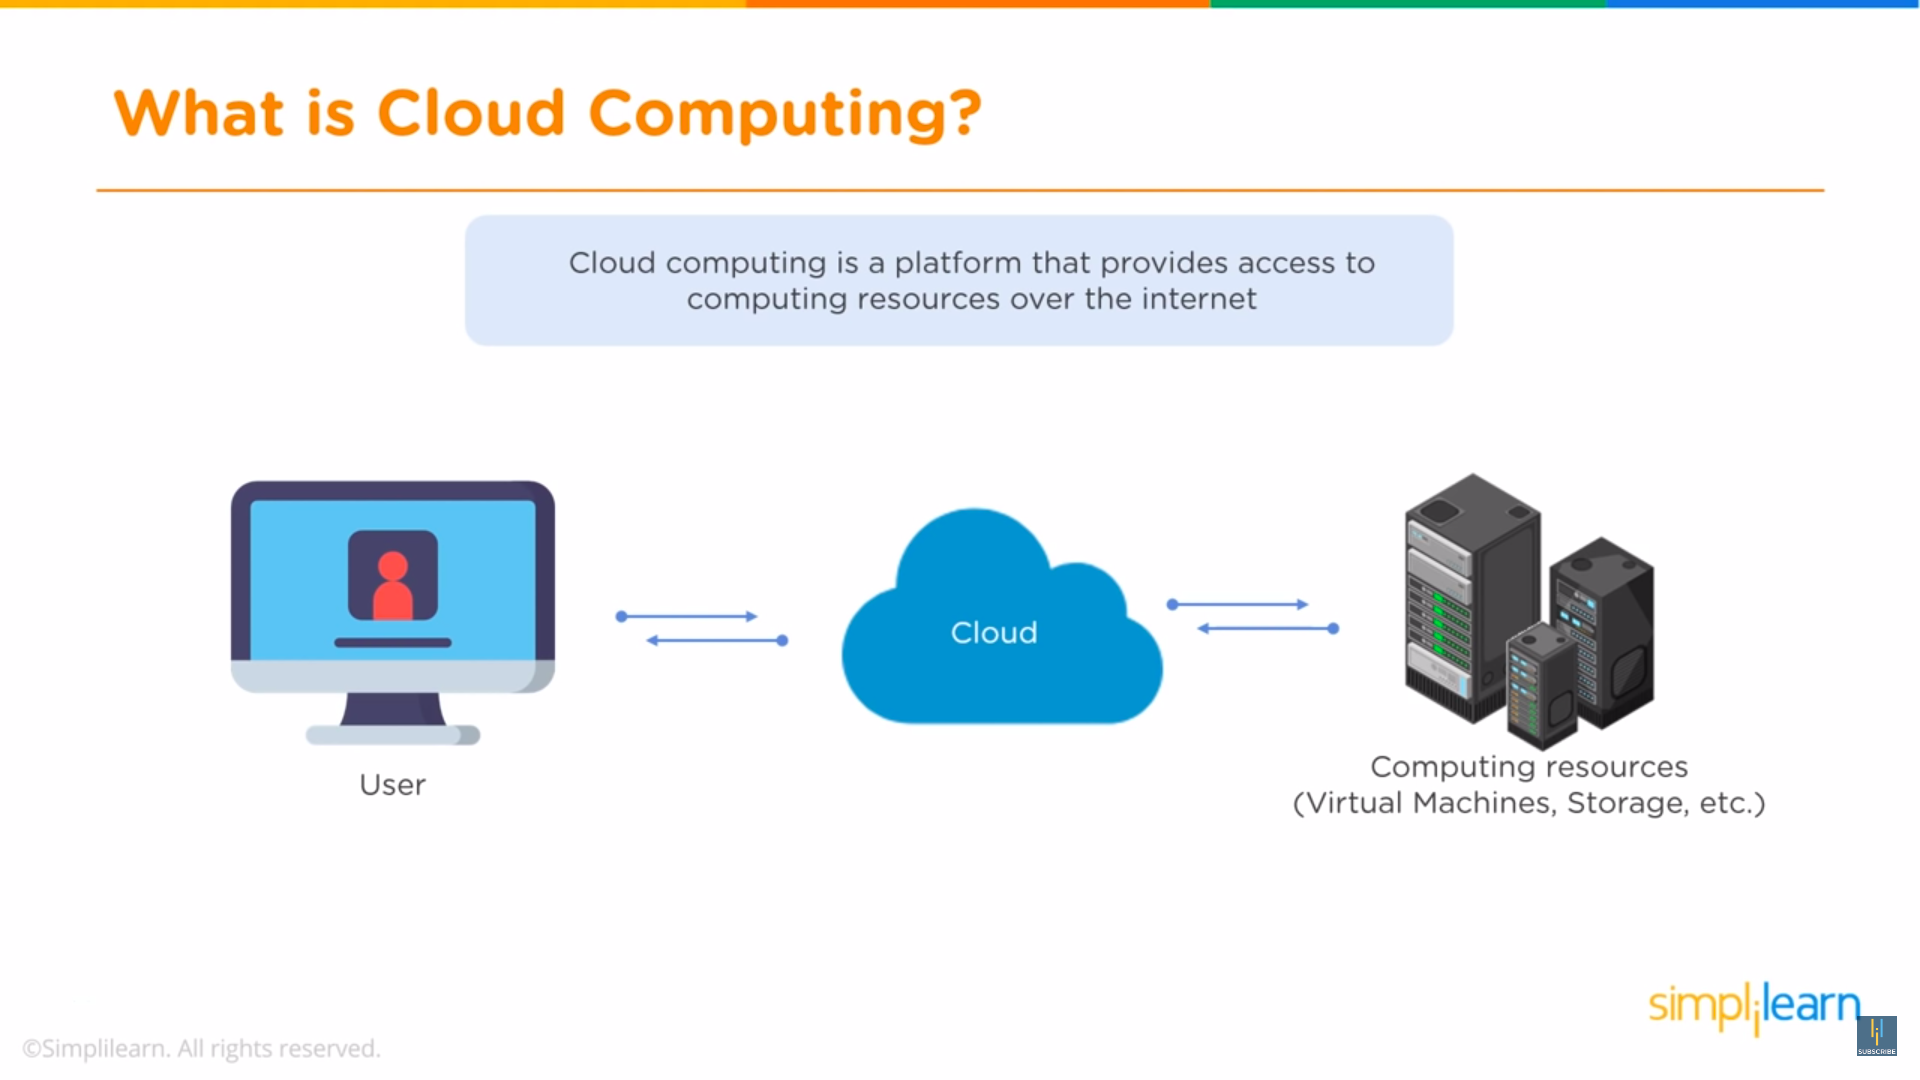 What is Cloud Computing?
Cloud computing is a platform that provides access to
computing resources over the internet
Cloud
User
Computing resources
(Virtual Machines, Storage, etc.)
simplilearn
SUBSCRIBE
©Simplilearn. All rights reserved.